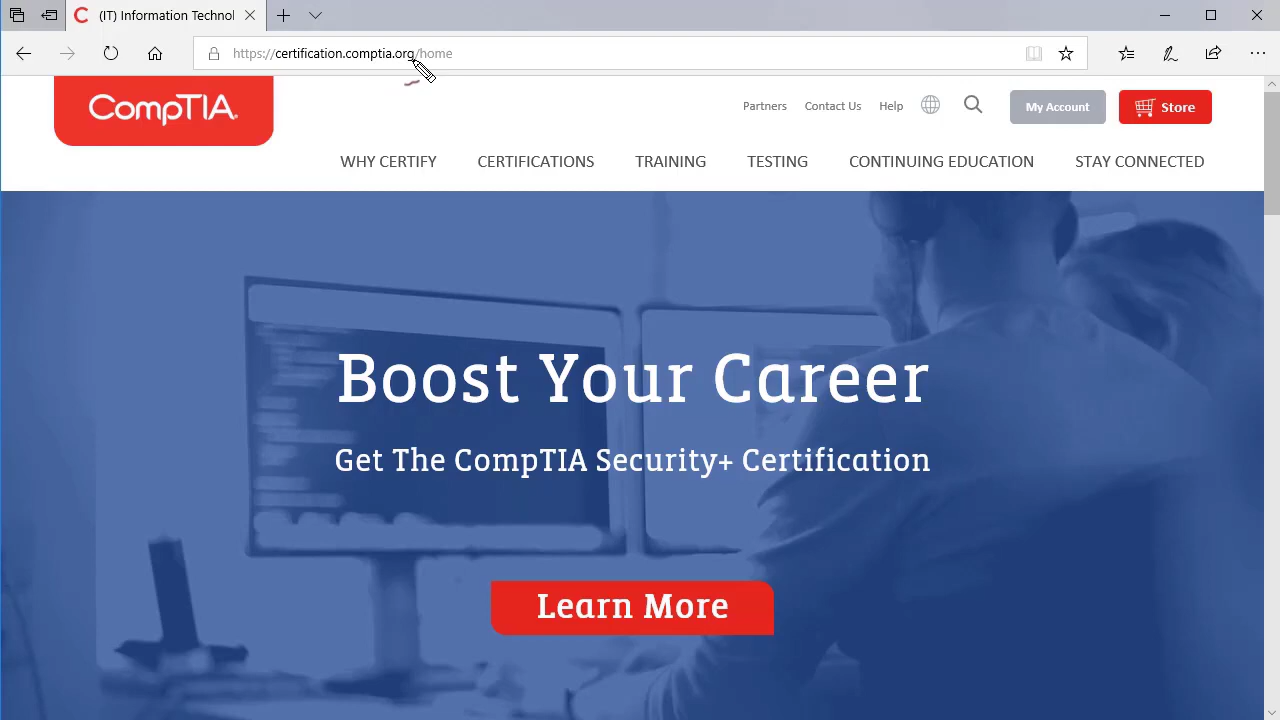 (IT) Information Technol
https://certification.comptia.org/home
CompTIA.
Partners Contact Us Help My Account Store
WHY CERTIFY CERTIFICATIONS TRAINING TESTING CONTINUING EDUCATION STAY CONNECTED
Boost Your Career
Get The CompTIA Security+ Certification
Learn More